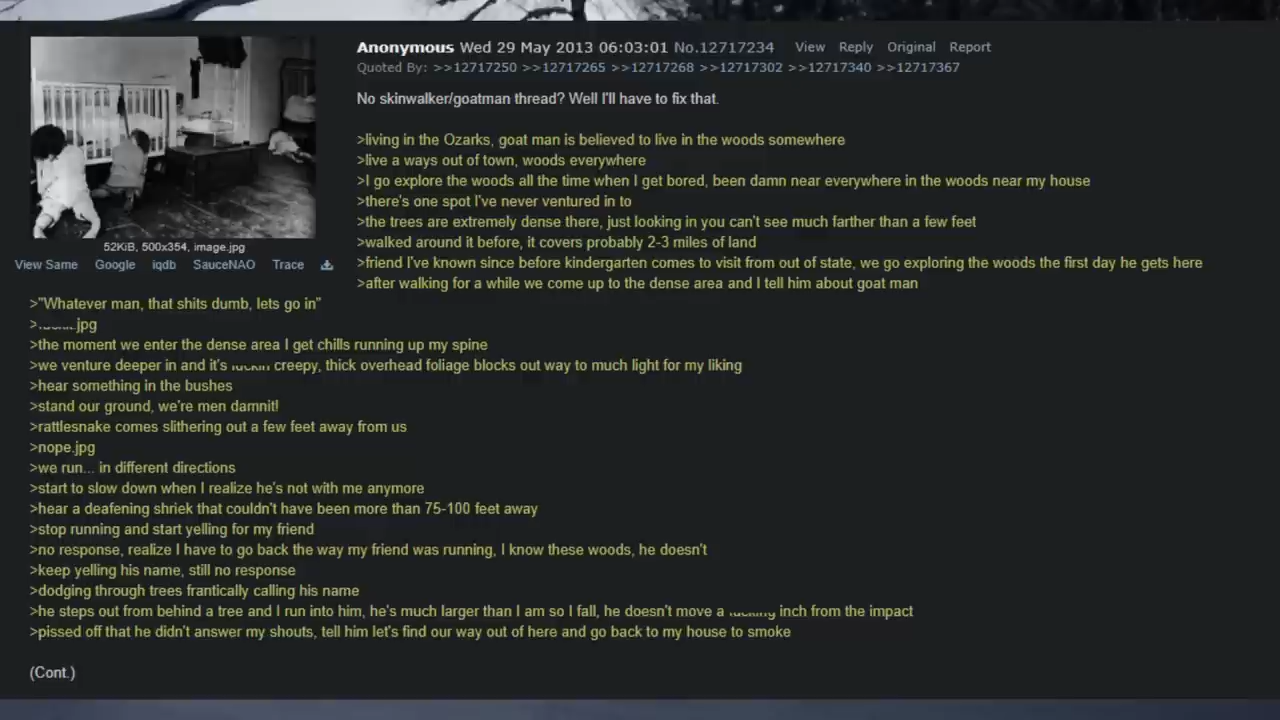 Anonymous Wed 29 May 2013 06:03:01 No.12717234 View Reply Original Report
Quoted By: >>12717250 >>12717265 >>12717268 >>12717302 >>12717340 >>12717367
No skinwalker/goatman thread? Well I'll have to fix that.
>living in the Ozarks, goat man is believed to live in the woods somewhere
>live a ways out of town, woods everywhere
>I go explore the woods all the time when I get bored, been damn near everywhere in the woods near my house
>there's one spot I've never ventured in to
>the trees are extremely dense there, just looking in you can't see much farther than a few feet
>walked around it before, it covers probably 2-3 miles of land
52KiB, 500x354, image.jpg
View Same Google iqdb SauceNAO Trace
>friend I've known since before kindergarten comes to visit from out of state, we go exploring the woods the first day he gets here
>after walking for a while we come up to the dense area and I tell him about goat man
>"Whatever man, that shits dumb, lets go in"
>.jpg
>the moment we enter the dense area I get chills running up my spine
>we venture deeper in and it's creepy, thick overhead foliage blocks out way to much light for my liking
>hear something in the bushes
>stand our ground, we're men damnit!
>rattlesnake comes slithering out a few feet away from us
>nope.jpg
>we run... in different directions
>start to slow down when I realize he's not with me anymore
>hear a deafening shriek that couldn't have been more than 75-100 feet away
>stop running and start yelling for my friend
>no response, realize I have to go back the way my friend was running, I know these woods, he doesn't
>keep yelling his name, still no response
>dodging through trees frantically calling his name
>he steps out from behind a tree and I run into him, he's much larger than I am so I fall, he doesn't move a inch from the impact
>pissed off that he didn't answer my shouts, tell him let's find our way out of here and go back to my house to smoke
(Cont.)